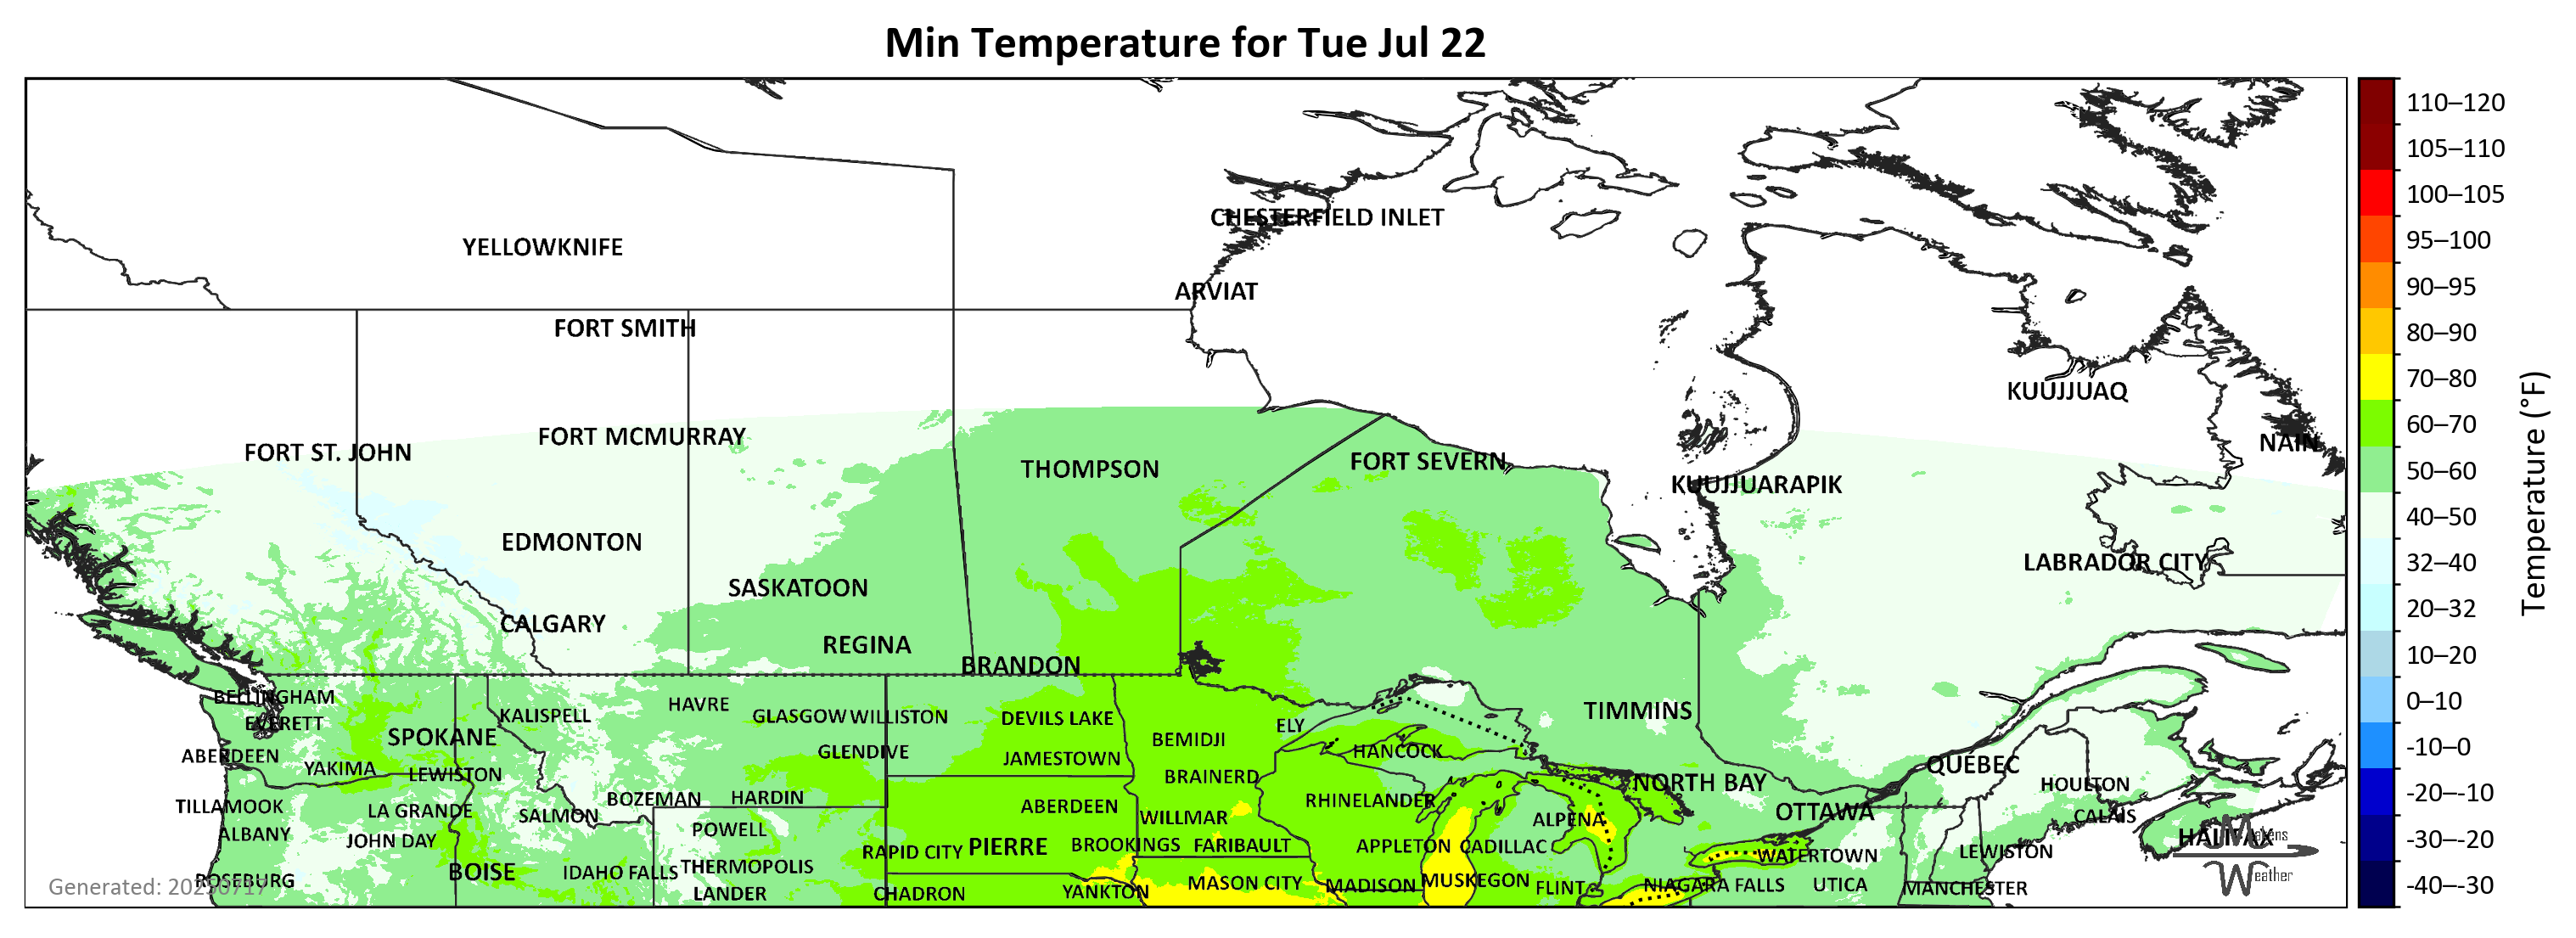 Min Temperature for Tue Jul 22
CHESTERFIELD INLET
YELLOWKNIFE
ARVIAT
FORT SMITH
KUUJJUAQ
FORT MCMURRAY
NAIN
FORT ST. JOHN
THOMPSON
FORT SEVERN
KUUJJUARAPIK
EDMONTON
LABRADOR CITY
SASKATOON
CALGARY
REGINA
BRANDON
BELLINGHAM
HAVRE
KALISPELL
GLASGOW
WILLISTON
DEVILS LAKE
TIMMINS
EVERETT
ELY
SPOKANE
BEMIDJI
ABERDEEN
GLENDIVE
JAMESTOWN
HANCOCK
QUÉBEC
YAKIMA
LEWISTON
BRAINERD
NORTH BAY
HOULTON
BOZEMAN
HARDIN
RHINELANDER
TILLAMOOK
LA GRANDE
SALMON
ABERDEEN
WILLMAR
ALPENA
OTTAWA
CALAIS
ALBANY
JOHN DAY
POWELL
RAPID CITY
PIERRE
BROOKINGS
FARIBAULT
APPLETON
CADILLAC
WATERTOWN
LEWISTON
HALIFAX
ROSEBURG
BOISE
IDAHO FALLS
THERMOPOLIS
LANDER
CHADRON
YANKTON
MASON CITY
MADISON
MUSKEGON
FLINT
NIAGARA FALLS
UTICA
MANCHESTER
Generated: 20250717
Makens
Weather
110–120
105–110
100–105
95–100
90–95
80–90
70–80
60–70
50–60
40–50
32–40
20–32
10–20
0–10
-10–0
-20–-10
-30–-20
-40–-30
Temperature (°F)